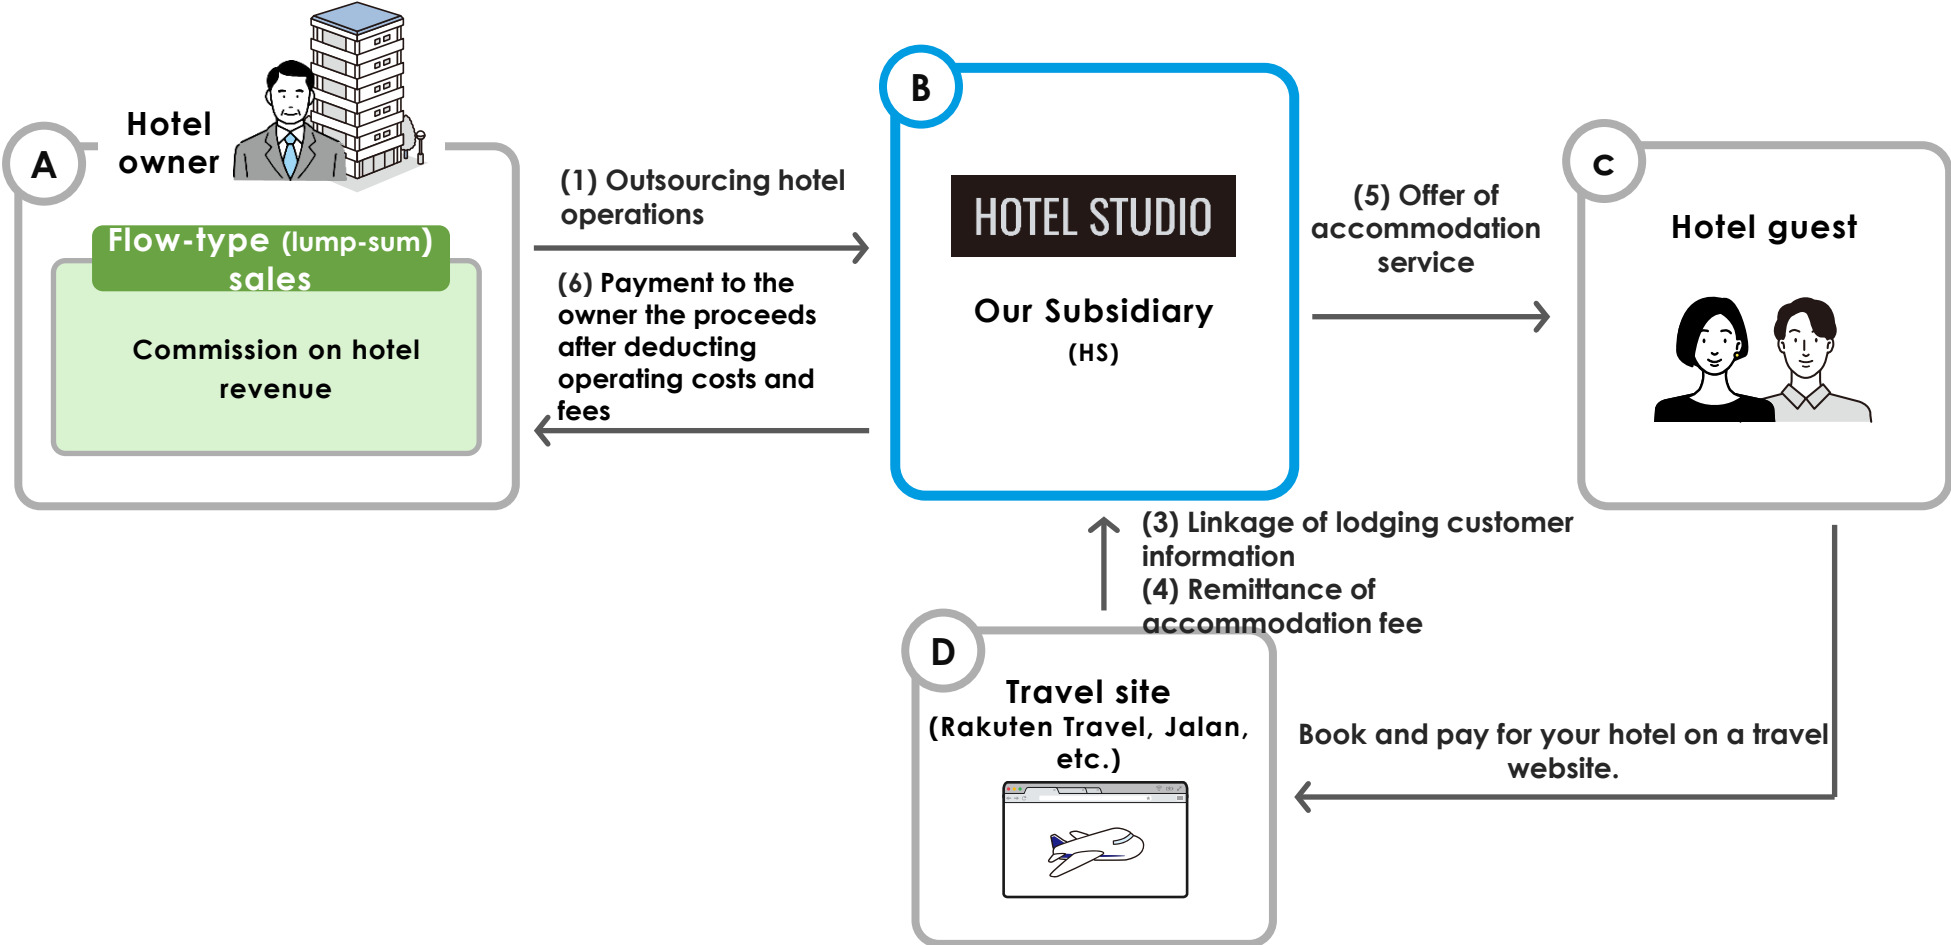 A
Hotel
owner
Flow-type (lump-sum)
sales
Commission on hotel
revenue
(1) Outsourcing hotel
operations
(6) Payment to the
owner the proceeds
after deducting
operating costs and
fees
B
HOTEL STUDIO
Our Subsidiary
(HS)
(5) Offer of
accommodation
service
c
Hotel guest
(3) Linkage of lodging customer
information
(4) Remittance of
accommodation fee
D
Travel site
(Rakuten Travel, Jalan,
etc.)
Book and pay for your hotel on a travel
website.